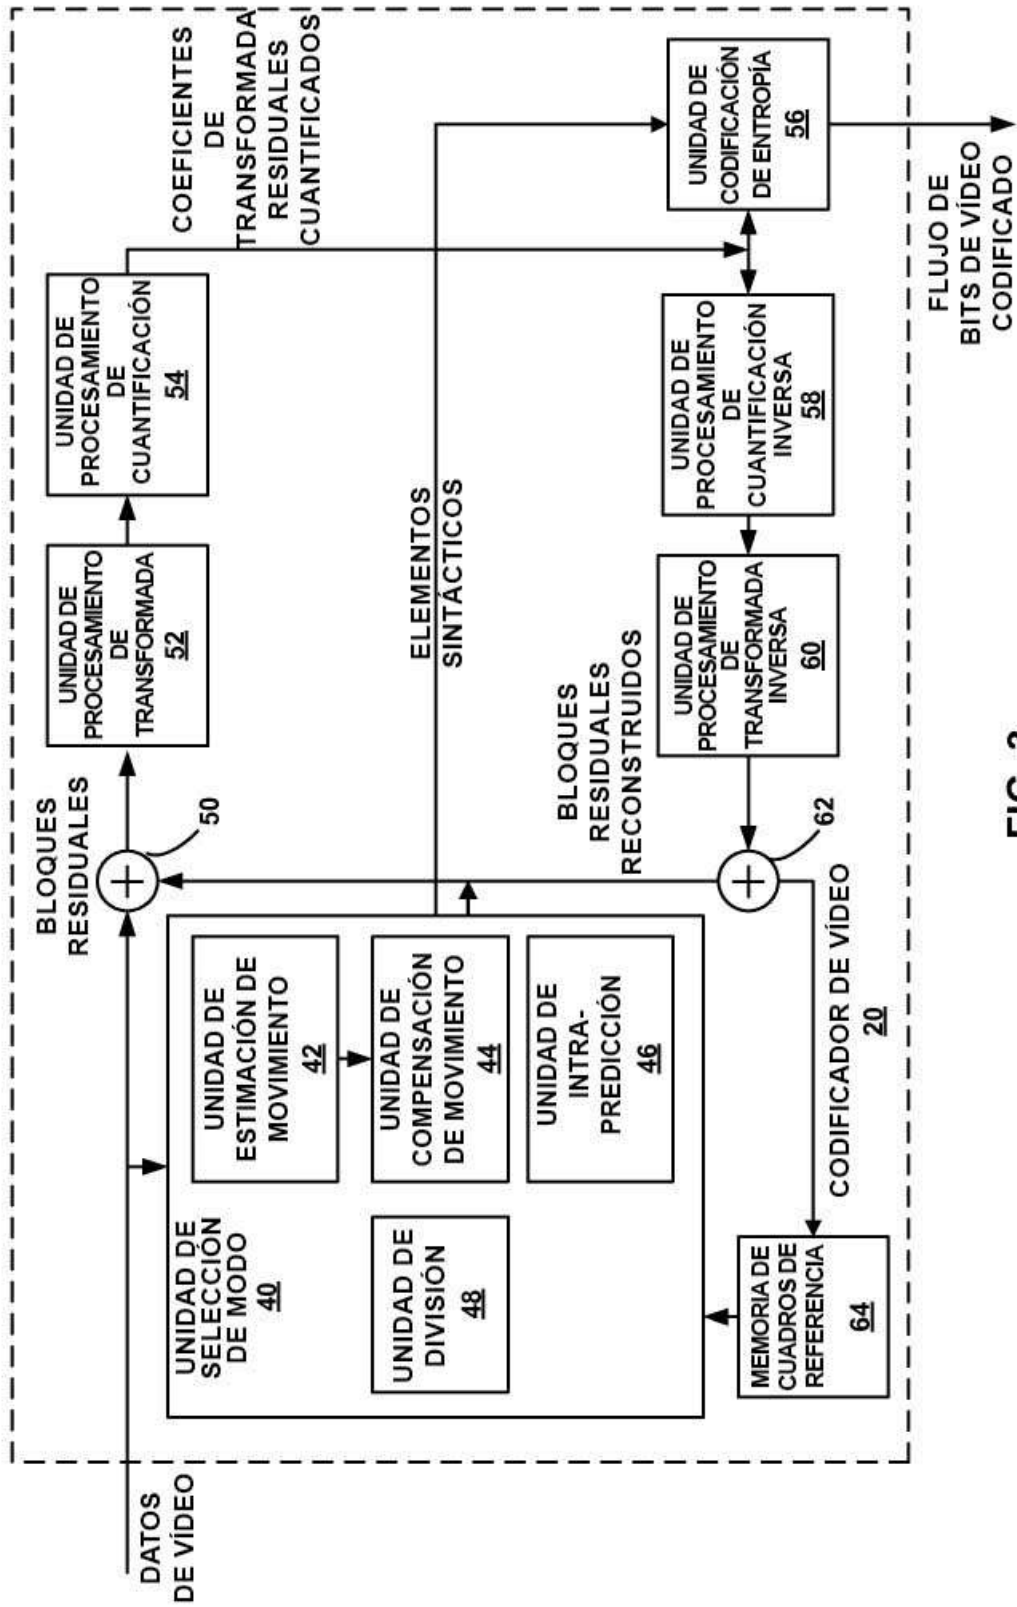 DATOS
DE VÍDEO
BLOQUES
RESIDUALES
50
UNIDAD DE
PROCESAMIENTO
DE
TRANSFORMADA
52
UNIDAD DE
PROCESAMIENTO
DE
CUANTIFICACIÓN
54
COEFICIENTES
DE
TRANSFORMADA
RESIDUALES
CUANTIFICADOS
UNIDAD DE
SELECCIÓN
DE MODO
40
UNIDAD DE
ESTIMACIÓN DE
MOVIMIENTO
42
UNIDAD DE
COMPENSACIÓN
DE MOVIMIENTO
44
UNIDAD DE
INTRA-
PREDICCIÓN
46
UNIDAD DE
DIVISIÓN
48
ELEMENTOS
SINTÁCTICOS
BLOQUES
RESIDUALES
RECONSTRUIDOS
62
UNIDAD DE
PROCESAMIENTO
DE
TRANSFORMADA
INVERSA
60
UNIDAD DE
PROCESAMIENTO
DE
CUANTIFICACIÓN
INVERSA
58
UNIDAD DE
CODIFICACIÓN
DE ENTROPÍA
56
MEMORIA DE
CUADROS DE
REFERENCIA
64
CODIFICADOR DE VÍDEO
20
FLUJO DE
BITS DE VÍDEO
CODIFICADO